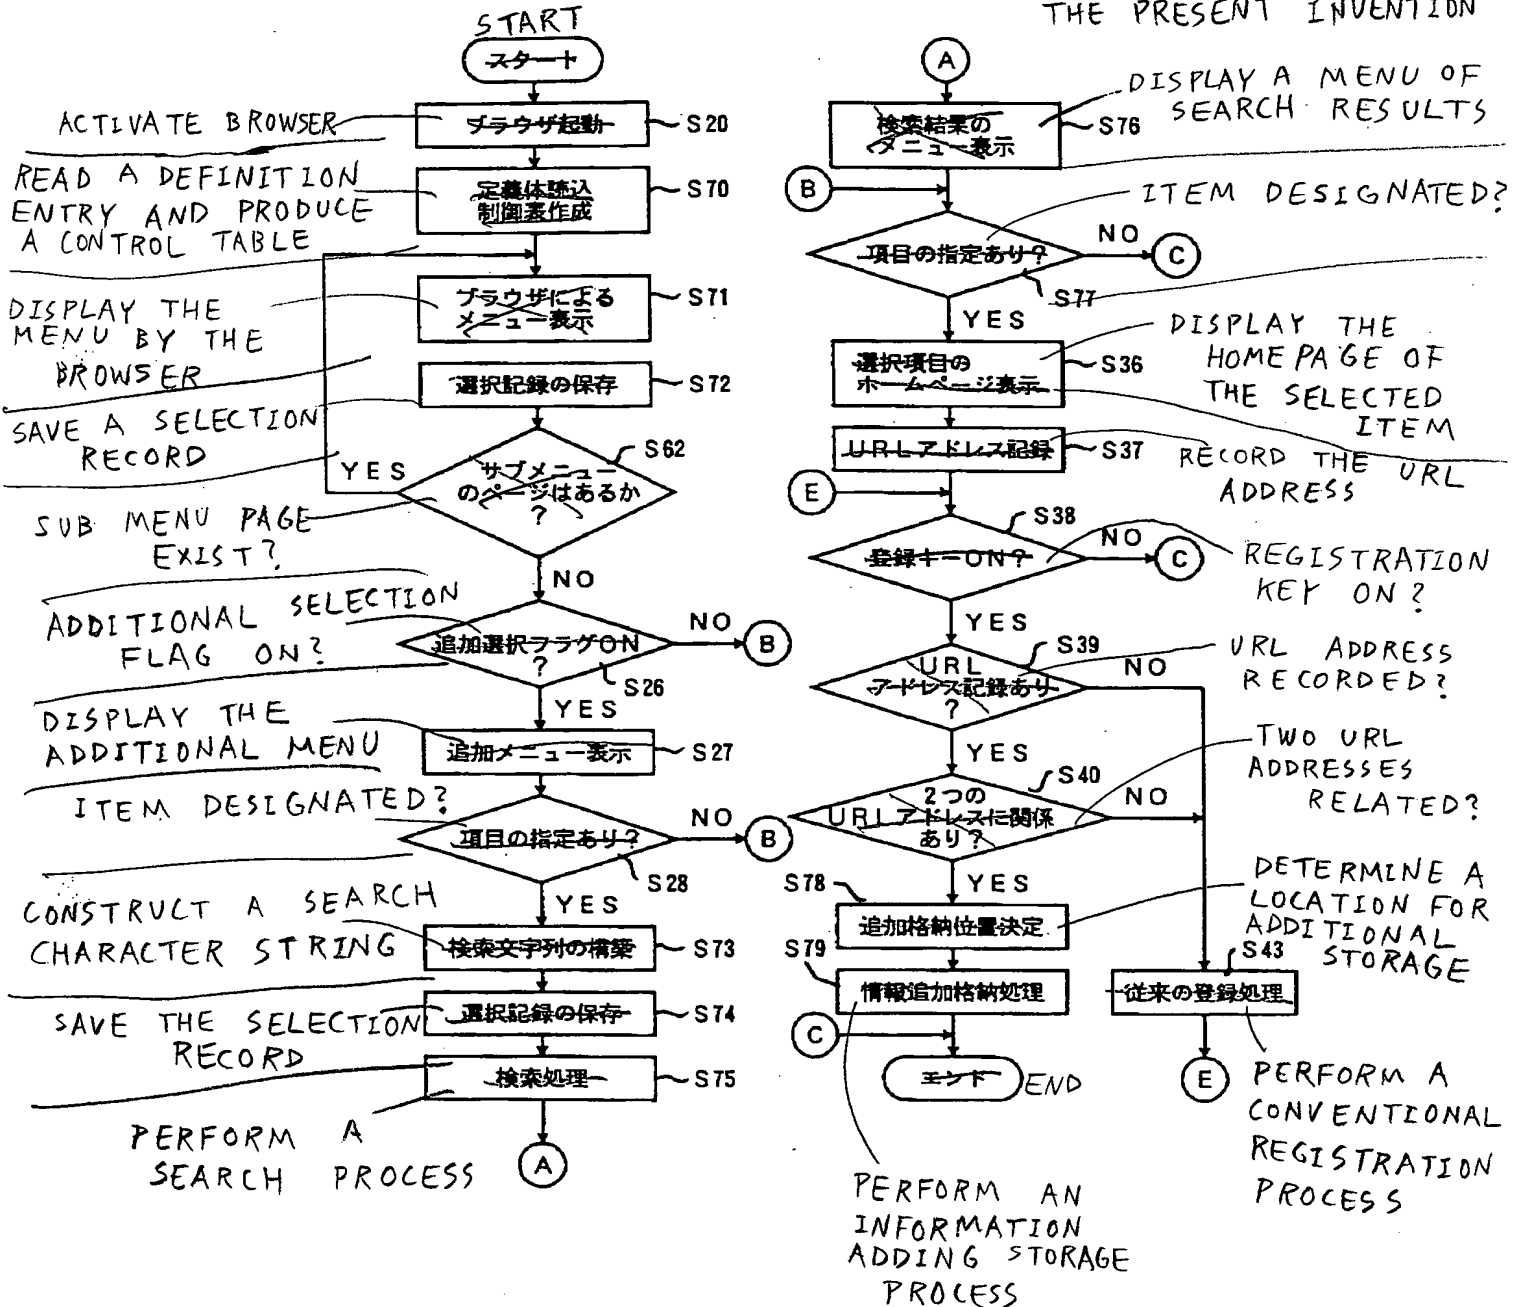 THE PRESENT INVENTION
START
スタート
ACTIVATE BROWSER
ブラウザ起動
S20
READ A DEFINITION
ENTRY AND PRODUCE
A CONTROL TABLE
定義体読込
制御表作成
S70
DISPLAY THE
MENU BY THE
BROWSER
ブラウザによる
メニュー表示
S71
選択記録の保存
S72
SAVE A SELECTION
RECORD
YES
S62
サブメニュー
のページはあるか
?
SUB MENU PAGE
EXIST?
NO
ADDITIONAL SELECTION
FLAG ON?
追加選択フラグON
?
NO
B
S26
YES
DISPLAY THE
ADDITIONAL MENU
追加メニュー表示
S27
ITEM DESIGNATED?
項目の指定あり?
NO
B
S28
YES
CONSTRUCT A SEARCH
CHARACTER STRING
検索文字列の構築
S73
選択記録の保存
S74
SAVE THE SELECTION
RECORD
検索処理
S75
PERFORM A
SEARCH PROCESS
A
A
DISPLAY A MENU OF
SEARCH RESULTS
検索結果の
メニュー表示
S76
B
ITEM DESIGNATED?
項目の指定あり?
NO
C
S77
YES
DISPLAY THE
HOMEPAGE OF
THE SELECTED
ITEM
選択項目の
ホームページ表示
S36
URLアドレス記録
S37
RECORD THE URL
ADDRESS
E
S38
登録キーON?
NO
C
REGISTRATION
KEY ON?
YES
S39
URL
アドレス記録あり
?
NO
URL ADDRESS
RECORDED?
YES
S40
2つの
URLアドレスに関係
あり?
NO
TWO URL
ADDRESSES
RELATED?
YES
S78
追加格納位置決定
DETERMINE A
LOCATION FOR
ADDITIONAL
STORAGE
S79
情報追加格納処理
S43
従来の登録処理
C
エンド
END
E
PERFORM A
CONVENTIONAL
REGISTRATION
PROCESS
PERFORM AN
INFORMATION
ADDING STORAGE
PROCESS